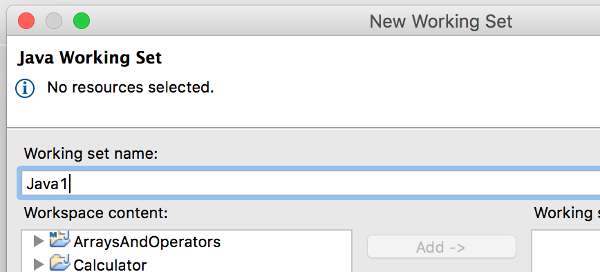 New Working Set
Java Working Set
No resources selected.
Working set name:
Java1
Workspace content:
Working s
ArraysAndOperators
Add ->
Calculator